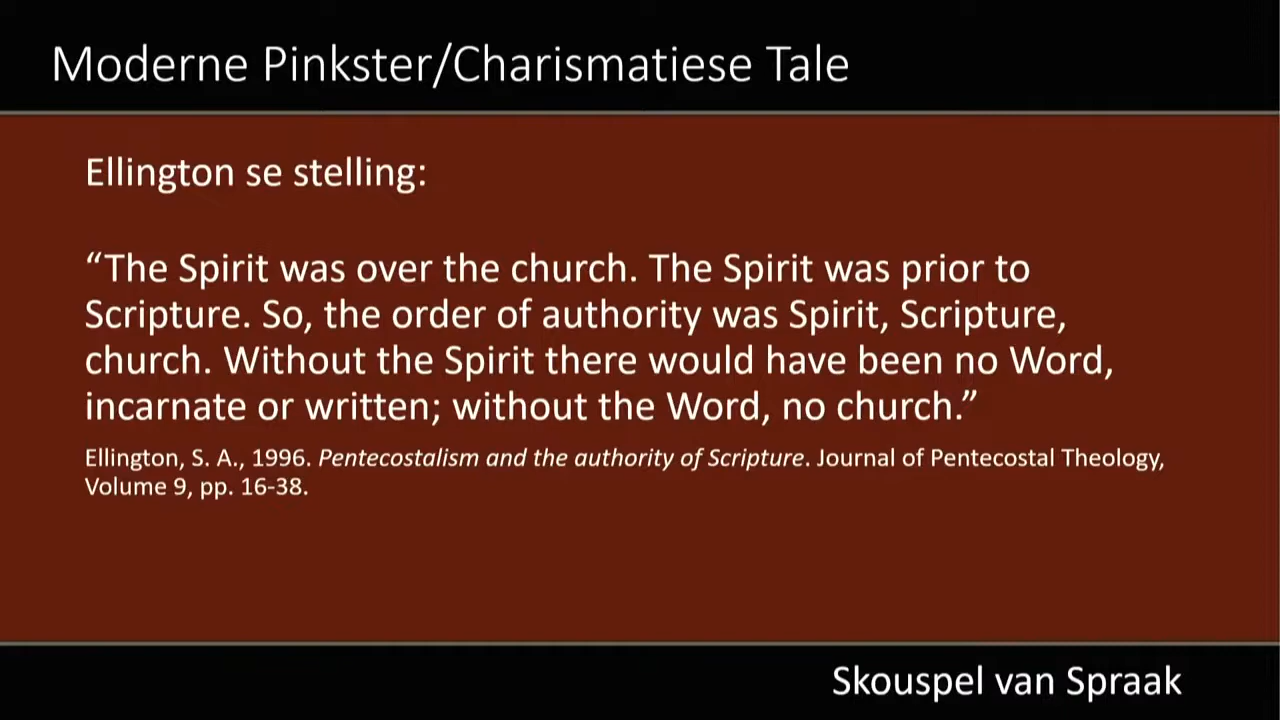 Moderne Pinkster/Charismatiese Tale
Ellington se stelling:
“The Spirit was over the church. The Spirit was prior to
Scripture. So, the order of authority was Spirit, Scripture,
church. Without the Spirit there would have been no Word,
incarnate or written; without the Word, no church.”
Ellington, S. A., 1996. Pentecostalism and the authority of Scripture. Journal of Pentecostal Theology,
Volume 9, pp. 16-38.
Skouspel van Spraak